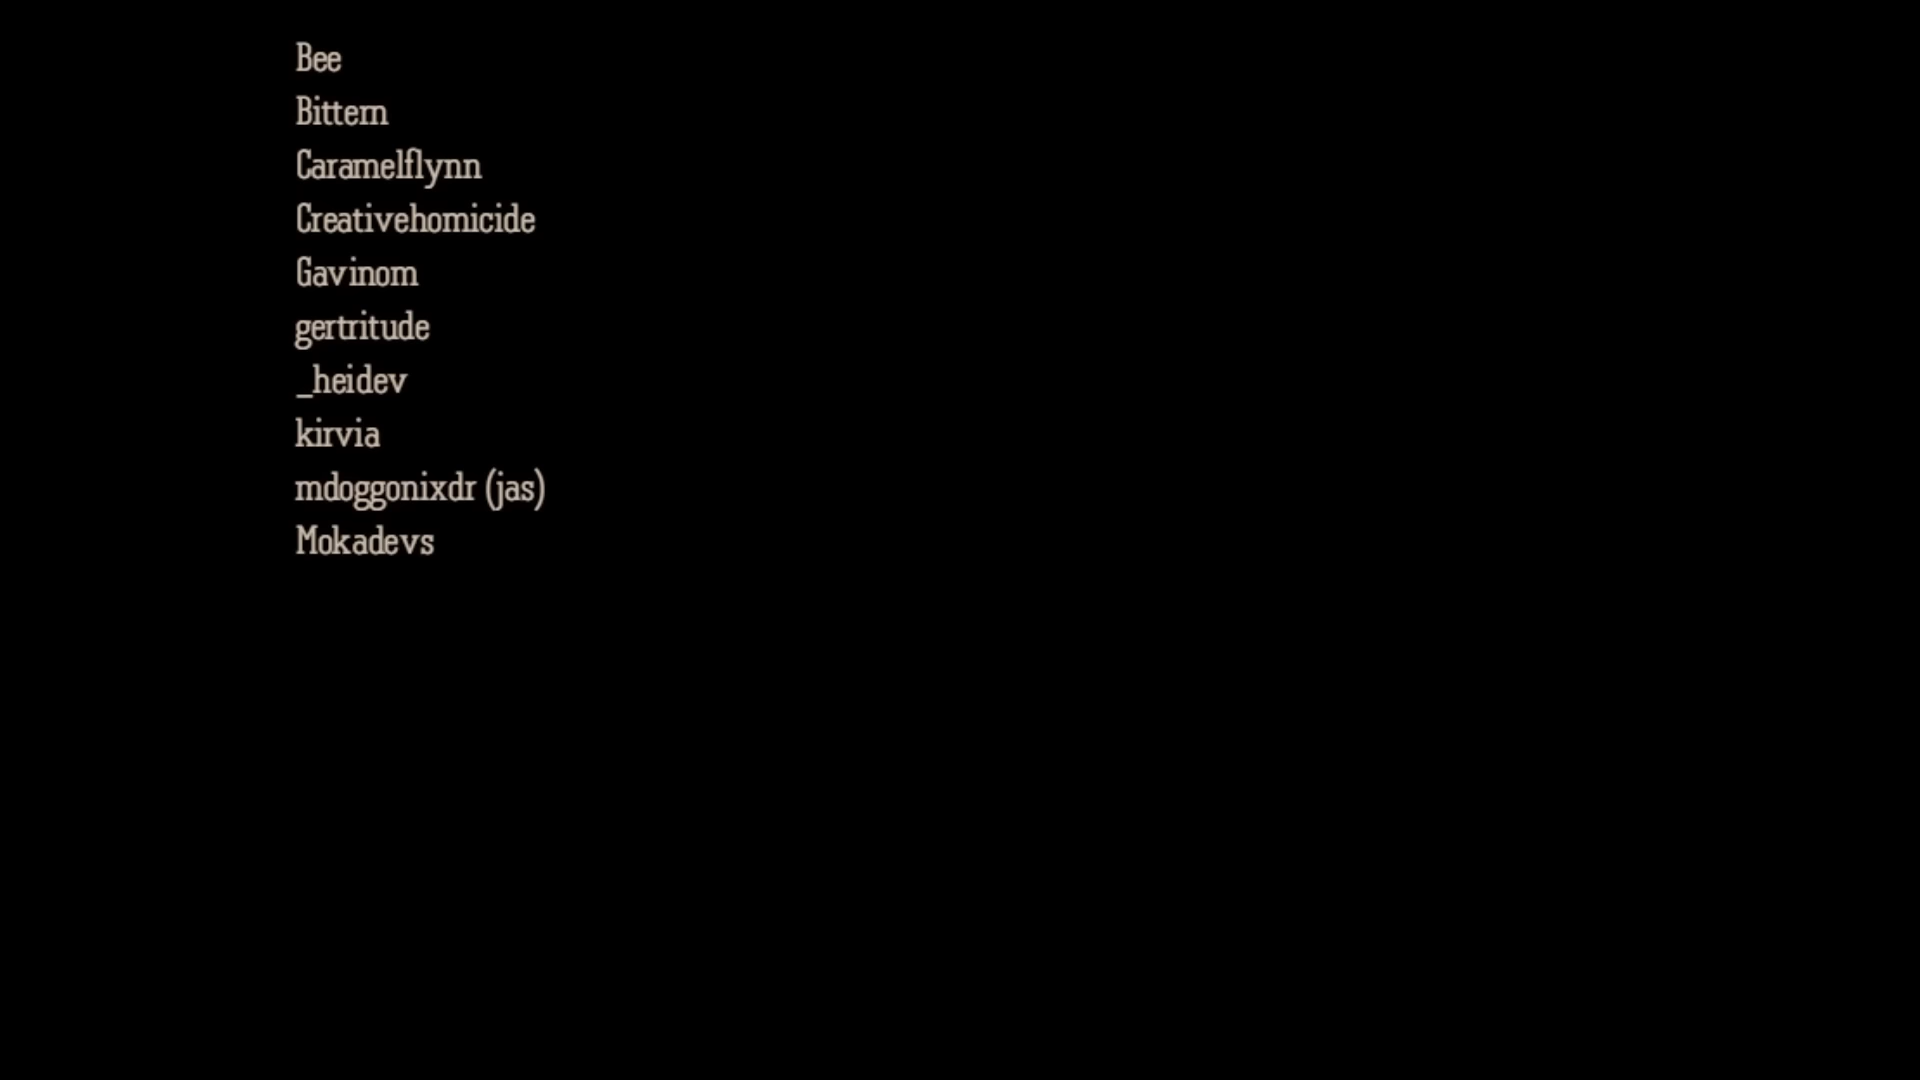 Bee
Bittern
Caramelflynn
Creativehomicide
Gavinom
gertritude
_heidev
kirvia
mdoggonixdr (jas)
Mokadevs